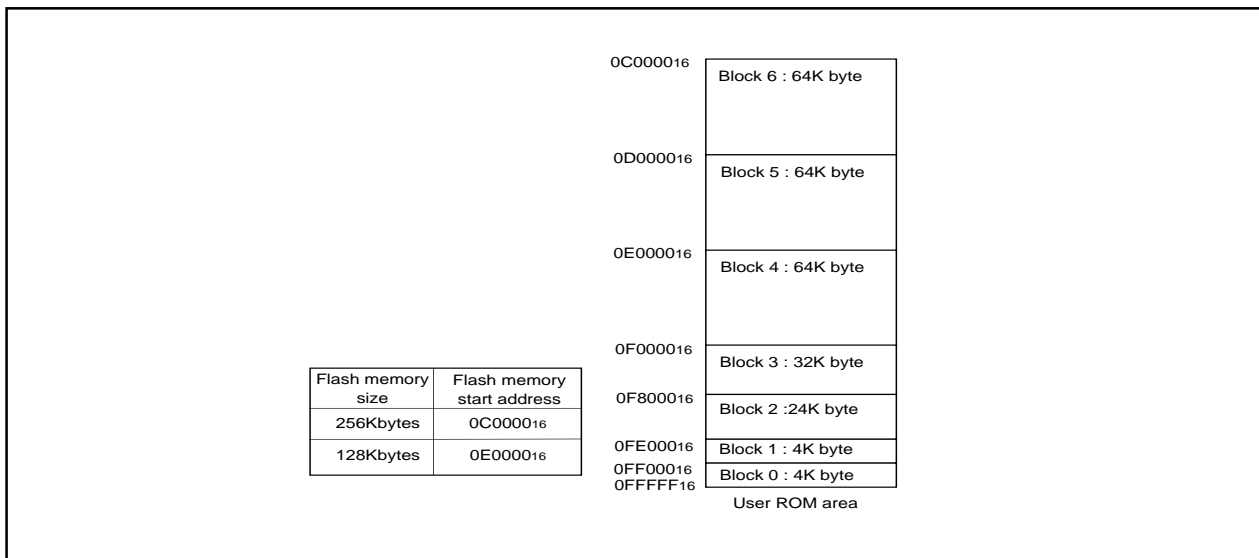 0C000016
Block 6 : 64K byte
0D000016
Block 5 : 64K byte
0E000016
Block 4 : 64K byte
0F000016
Block 3 : 32K byte
0F800016
Block 2 :24K byte
0FE00016
Block 1 : 4K byte
0FF00016
Block 0 : 4K byte
0FFFFF16
User ROM area
Flash memory size Flash memory start address
256Kbytes 0C000016
128Kbytes 0E000016